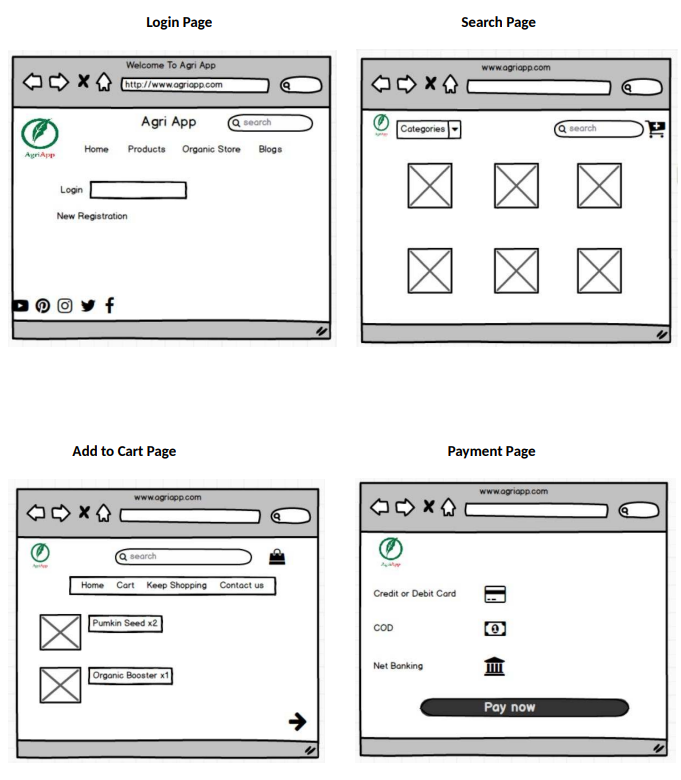 Login Page
Welcome To Agri App
http://www.agriapp.com
Agri App
search
AgriApp
Home Products Organic Store Blogs
Login
New Registration
Search Page
www.agriapp.com
AgriApp
Categories
search
Add to Cart Page
www.agriapp.com
AgriApp
search
Home Cart Keep Shopping Contact us
Pumkin Seed x2
Organic Booster x1
Payment Page
www.agriapp.com
AgriApp
Credit or Debit Card
COD
Net Banking
Pay now